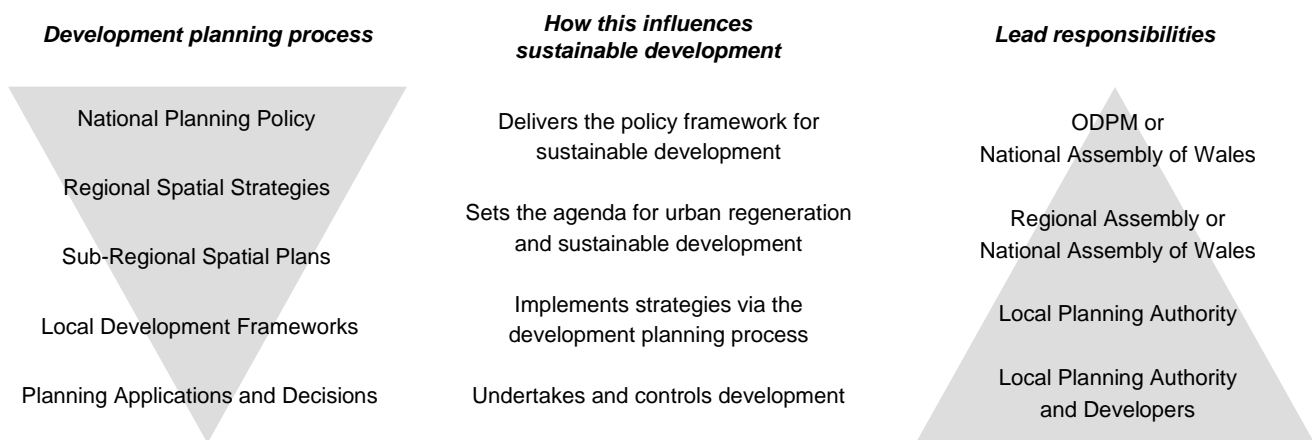 Development planning process
National Planning Policy
Regional Spatial Strategies
Sub-Regional Spatial Plans
Local Development Frameworks
Planning Applications and Decisions
How this influences
sustainable development
Delivers the policy framework for
sustainable development
Sets the agenda for urban regeneration
and sustainable development
Implements strategies via the
development planning process
Undertakes and controls development
Lead responsibilities
ODPM or
National Assembly of Wales
Regional Assembly or
National Assembly of Wales
Local Planning Authority
Local Planning Authority
and Developers